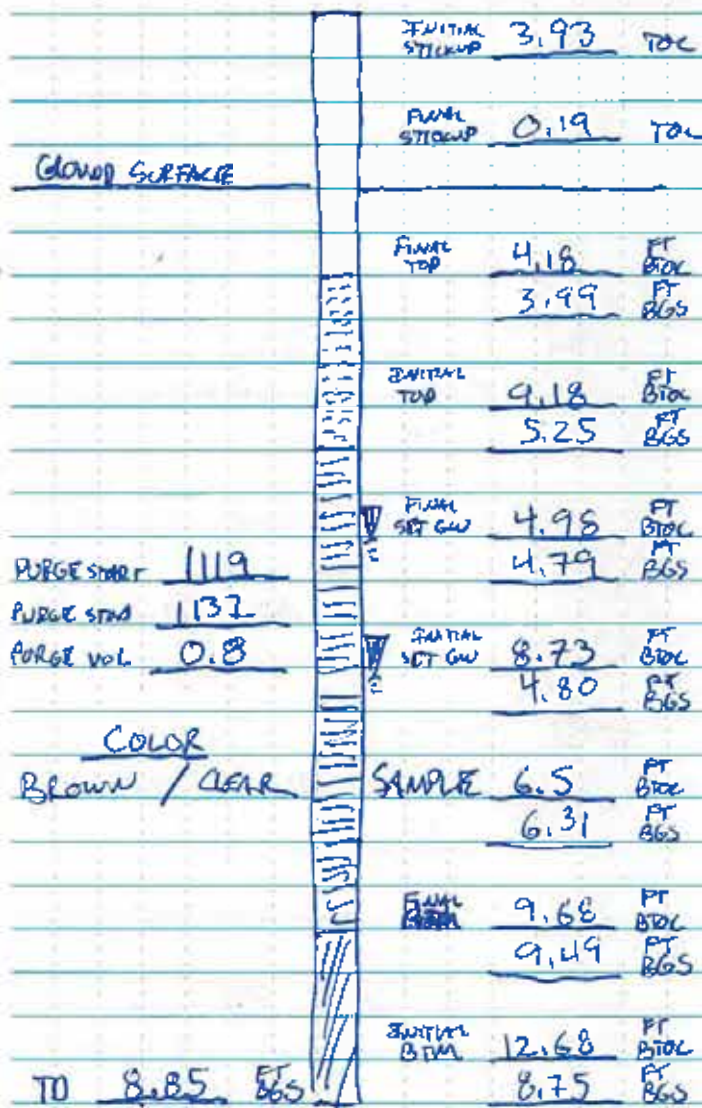 INITIAL STICKUP 3.93 TOC
FINAL STICKUP 0.19 TOC
GROUND SURFACE
FINAL TOP 4.18 FT BTOC
3.99 FT BGS
INITIAL TOP 9.18 FT BTOC
5.25 FT BGS
FINAL SET GW 4.98 FT BTOC
4.79 FT BGS
PURGE START 1119
PURGE STOP 1132
PURGE VOL 0.8
INITIAL SET GW 8.73 FT BTOC
4.80 FT BGS
COLOR
BROWN / CLEAR
SAMPLE 6.5 FT BTOC
6.31 FT BGS
FINAL BTM 9.68 FT BTOC
9.49 FT BGS
INITIAL BTM 12.68 FT BTOC
8.75 FT BGS
TD 8.85 FT BGS